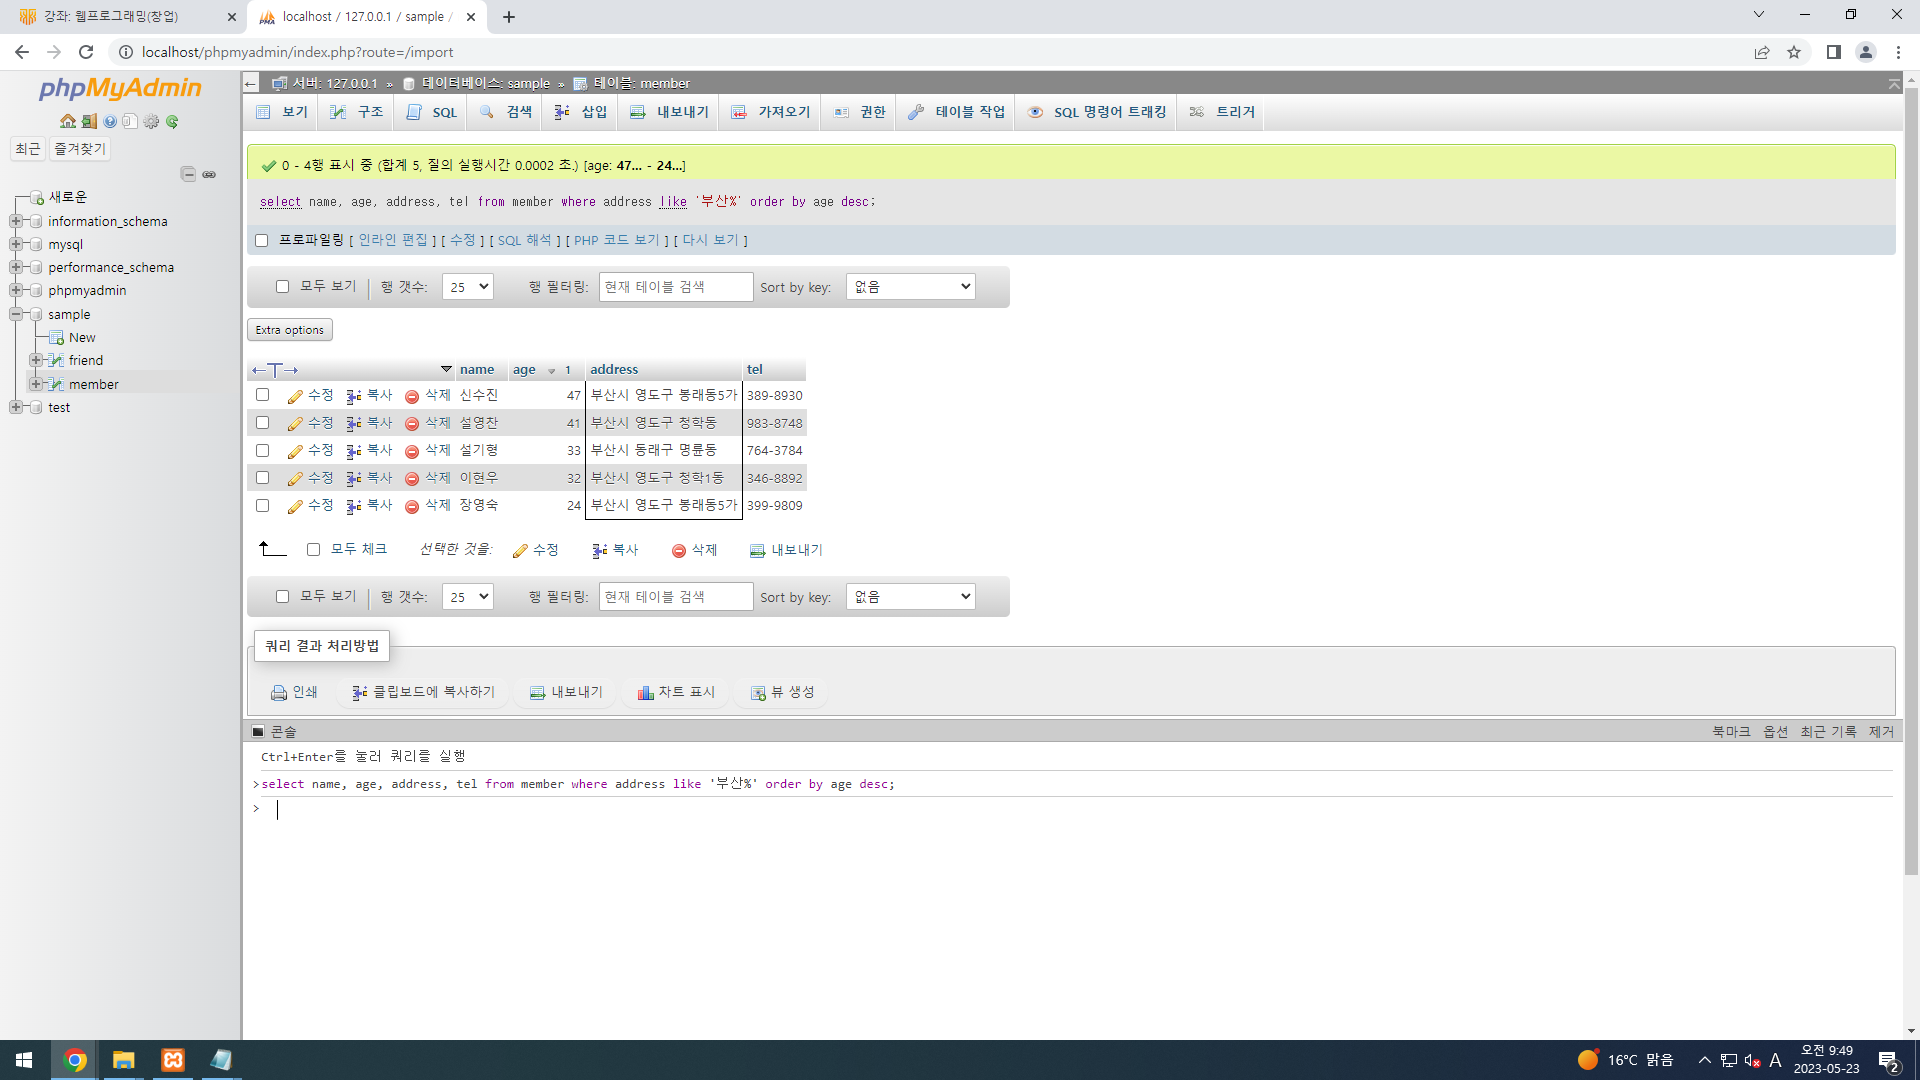 강좌: 웹프로그래밍(창업)
localhost / 127.0.0.1 / sample /
localhost/phpmyadmin/index.php?route=/import
phpMyAdmin
최근 즐겨찾기
새로운
information_schema
mysql
performance_schema
phpmyadmin
sample
New
friend
member
test
서버: 127.0.0.1 » 데이터베이스: sample » 테이블: member
보기 구조 SQL 검색 삽입 내보내기 가져오기 권한 테이블 작업 SQL 명령어 트래킹 트리거
0 - 4행 표시 중 (합계 5, 질의 실행시간 0.0002 초.) [age: 47... - 24...]
select name, age, address, tel from member where address like '부산%' order by age desc;
프로파일링 [ 인라인 편집 ] [ 수정 ] [ SQL 해석 ] [ PHP 코드 보기 ] [ 다시 보기 ]
모두 보기 행 갯수: 25 행 필터링: 현재 테이블 검색 Sort by key: 없음
Extra options
name age 1 address tel
수정 복사 삭제 신수진 47 부산시 영도구 봉래동5가 389-8930
수정 복사 삭제 설영찬 41 부산시 영도구 청학동 983-8748
수정 복사 삭제 설기형 33 부산시 동래구 명륜동 764-3784
수정 복사 삭제 이현우 32 부산시 영도구 청학1동 346-8892
수정 복사 삭제 장영숙 24 부산시 영도구 봉래동5가 399-9809
모두 체크 선택한 것을: 수정 복사 삭제 내보내기
모두 보기 행 갯수: 25 행 필터링: 현재 테이블 검색 Sort by key: 없음
쿼리 결과 처리방법
인쇄 클립보드에 복사하기 내보내기 차트 표시 뷰 생성
콘솔 북마크 옵션 최근 기록 제거
Ctrl+Enter를 눌러 쿼리를 실행
>select name, age, address, tel from member where address like '부산%' order by age desc;
>
16°C 맑음 A 오전 9:49
2023-05-23 2